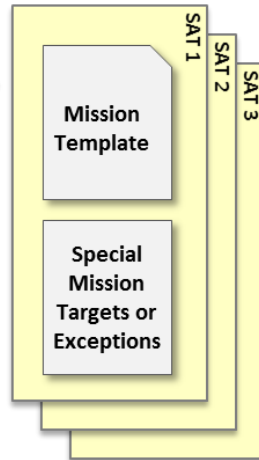 SAT 1
SAT 2
SAT 3
Mission
Template
Special
Mission
Targets or
Exceptions